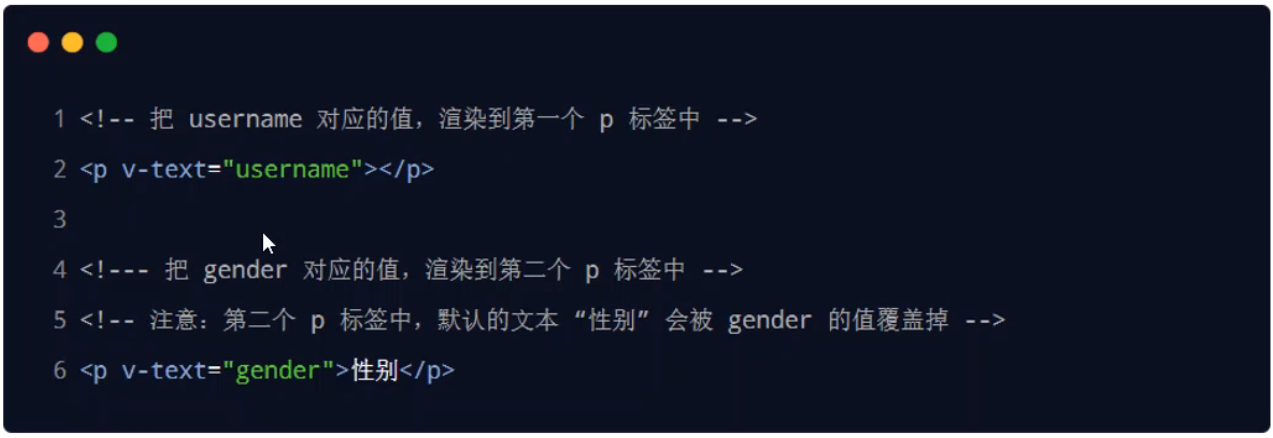 1 <!-- 把 username 对应的值，渲染到第一个 p 标签中 -->
2 <p v-text="username"></p>
3
4 <!--- 把 gender 对应的值，渲染到第二个 p 标签中 -->
5 <!-- 注意：第二个 p 标签中，默认的文本 “性别” 会被 gender 的值覆盖掉 -->
6 <p v-text="gender">性别</p>